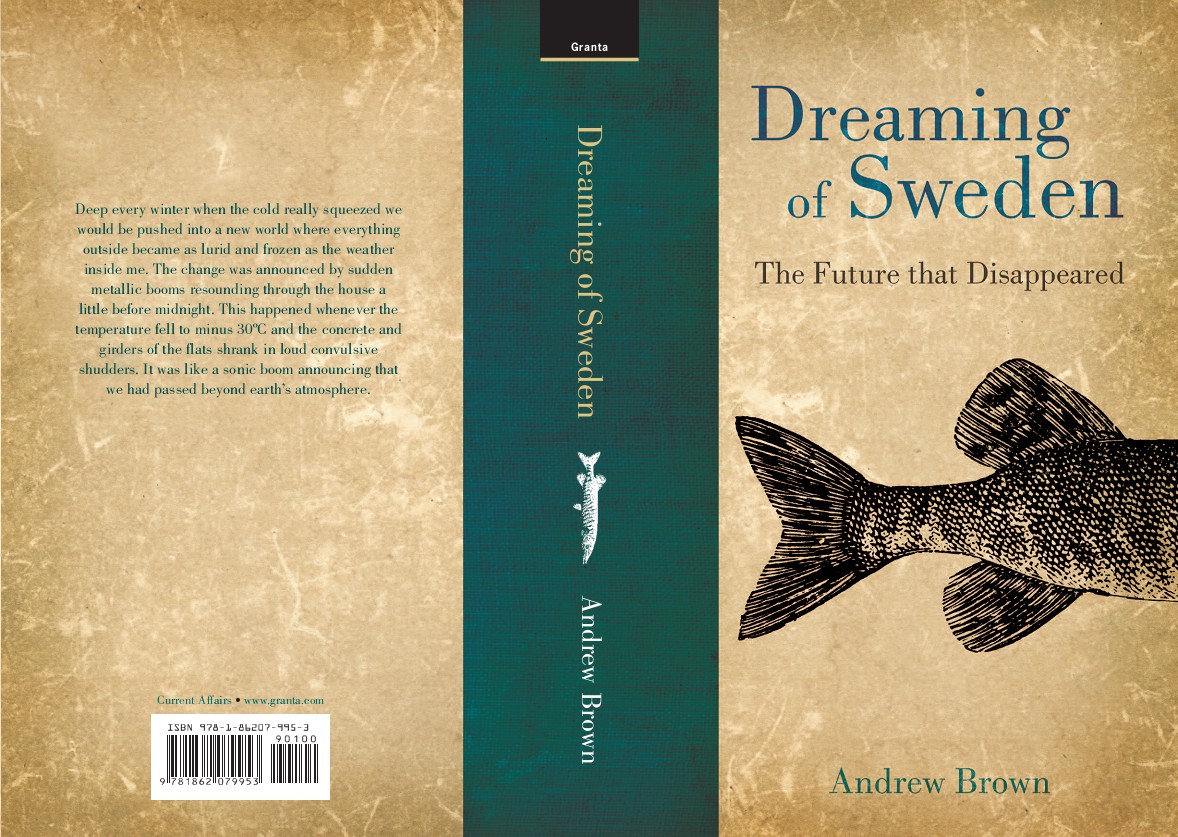 Deep every winter when the cold really squeezed we
would be pushed into a new world where everything
outside became as lurid and frozen as the weather
inside me. The change was announced by sudden
metallic booms resounding through the house a
little before midnight. This happened whenever the
temperature fell to minus 30ºC and the concrete and
girders of the flats shrank in loud convulsive
shudders. It was like a sonic boom announcing that
we had passed beyond earth’s atmosphere.
Current Affairs • www.granta.com
ISBN 978-1-86207-995-3
90100
9 781862 079953
Granta
Dreaming of Sweden
Andrew Brown
Dreaming
of Sweden
The Future that Disappeared
Andrew Brown